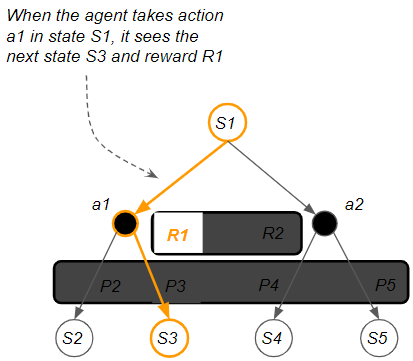 When the agent takes action
a1 in state S1, it sees the
next state S3 and reward R1
S1
a1
a2
R1
R2
P2
P3
P4
P5
S2
S3
S4
S5